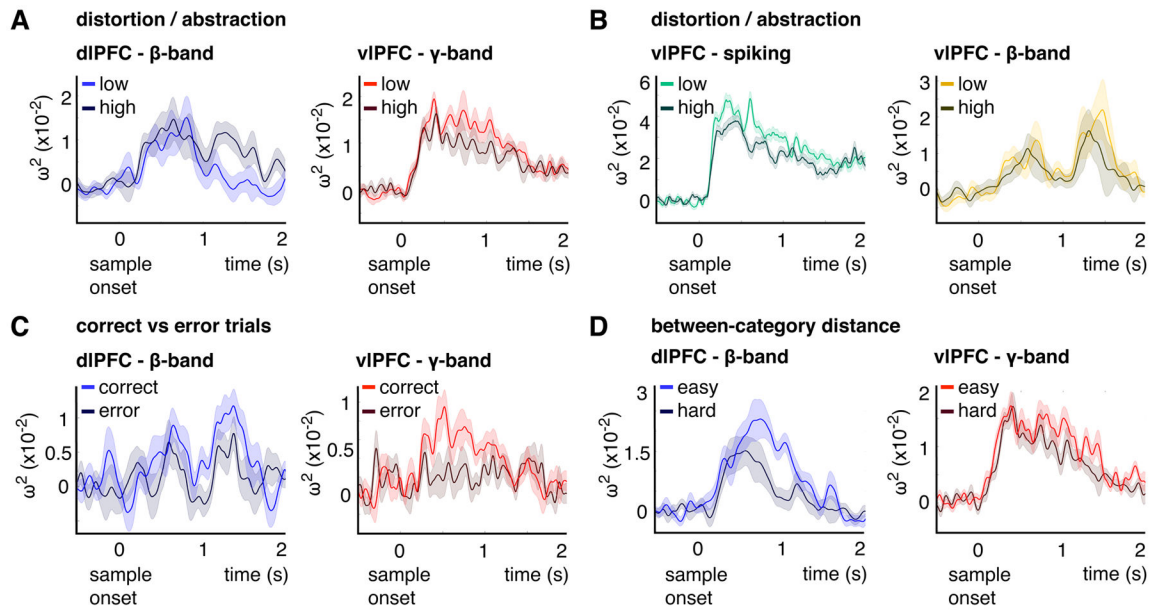 A distortion / abstraction
dlPFC - β-band
low
high
ω² (x10⁻²)
2
1
0
0 1 2
sample onset
time (s)
vlPFC - γ-band
low
high
ω² (x10⁻²)
2
1
0
0 1 2
sample onset
time (s)
B distortion / abstraction
vlPFC - spiking
low
high
ω² (x10⁻²)
6
4
2
0
0 1 2
sample onset
time (s)
vlPFC - β-band
low
high
ω² (x10⁻²)
3
2
1
0
0 1 2
sample onset
time (s)
C correct vs error trials
dlPFC - β-band
correct
error
ω² (x10⁻²)
1
0.5
0
0 1 2
sample onset
time (s)
vlPFC - γ-band
correct
error
ω² (x10⁻²)
1
0.5
0
0 1 2
sample onset
time (s)
D between-category distance
dlPFC - β-band
easy
hard
ω² (x10⁻²)
3
1.5
0
0 1 2
sample onset
time (s)
vlPFC - γ-band
easy
hard
ω² (x10⁻²)
2
1
0
0 1 2
sample onset
time (s)